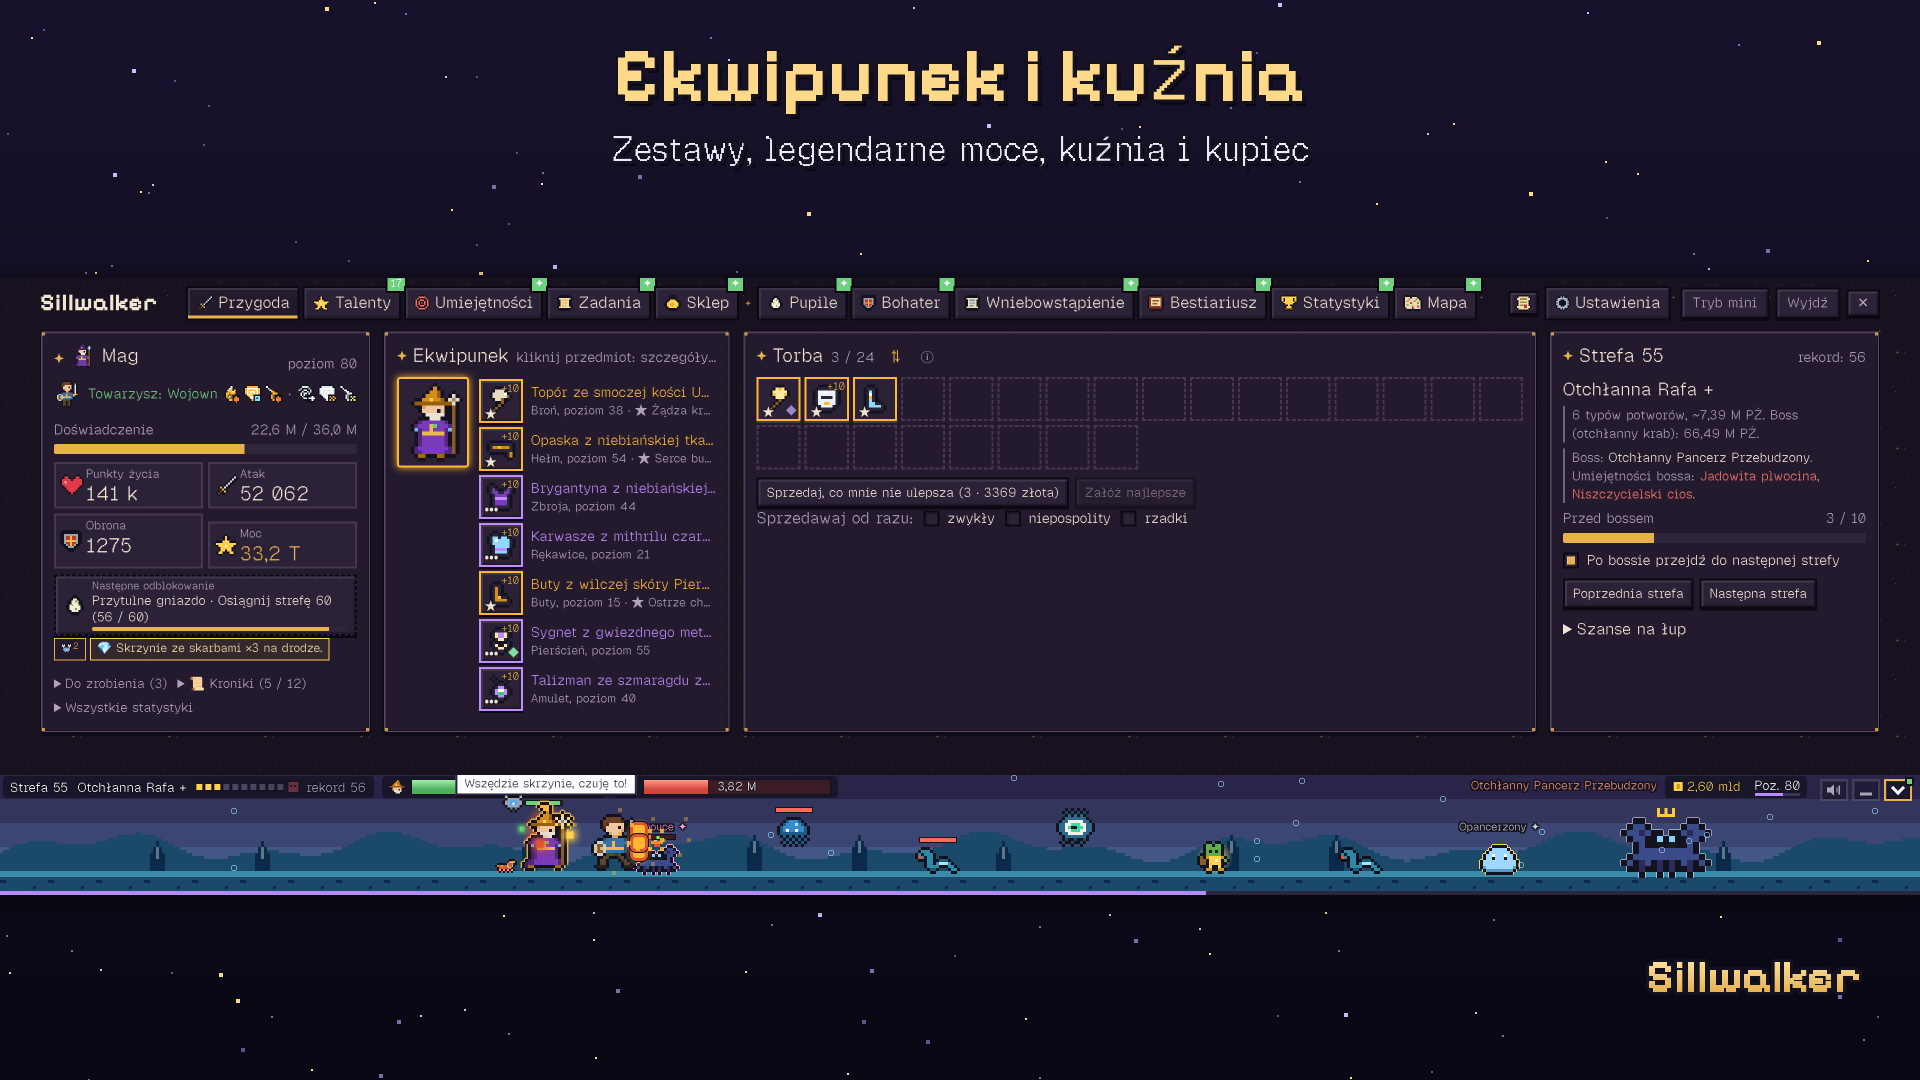 Ekwipunek i kuźnia
Zestawy, legendarne moce, kuźnia i kupiec
Sillwalker
Przygoda
Talenty
17
Umiejętności
Zadania
Sklep
Pupile
Bohater
Wniebowstąpienie
Bestiariusz
Statystyki
Mapa
Ustawienia
Tryb mini
Wyjdź
Mag
poziom 80
Towarzysz: Wojown
Doświadczenie
22,6 M / 36,0 M
Punkty życia
141 k
Atak
52 062
Obrona
1275
Moc
33,2 T
Następne odblokowanie
Przytulne gniazdo · Osiągnij strefę 60
(56 / 60)
2
Skrzynie ze skarbami ×3 na drodze.
Do zrobienia (3)
Kroniki (5 / 12)
Wszystkie statystyki
Ekwipunek
kliknij przedmiot: szczegóły...
+10
Topór ze smoczej kości U...
Broń, poziom 38 · ★ Żądza kr...
+10
Opaska z niebiańskiej tka...
Hełm, poziom 54 · ★ Serce bu...
+10
Brygantyna z niebiańskiej...
Zbroja, poziom 44
+10
Karwasze z mithrilu czar...
Rękawice, poziom 21
+10
Buty z wilczej skóry Pier...
Buty, poziom 15 · ★ Ostrze ch...
+10
Sygnet z gwiezdnego met...
Pierścień, poziom 55
+10
Talizman ze szmaragdu z...
Amulet, poziom 40
Torba
3 / 24
+10
Sprzedaj, co mnie nie ulepsza (3 · 3369 złota)
Załóż najlepsze
Sprzedawaj od razu:
zwykły
niepospolity
rzadki
Strefa 55
rekord: 56
Otchłanna Rafa +
6 typów potworów, ~7,39 M PŻ. Boss
(otchłanny krab): 66,49 M PŻ.
Boss: Otchłanny Pancerz Przebudzony.
Umiejętności bossa: Jadowita plwocina,
Niszczycielski cios.
Przed bossem
3 / 10
Po bossie przejdź do następnej strefy
Poprzednia strefa
Następna strefa
Szanse na łup
Strefa 55
Otchłanna Rafa +
rekord 56
Wszędzie skrzynie, czuję to!
3,82 M
Otchłanny Pancerz Przebudzony
2,60 mld
Poz. 80
Opancerzony
Sillwalker